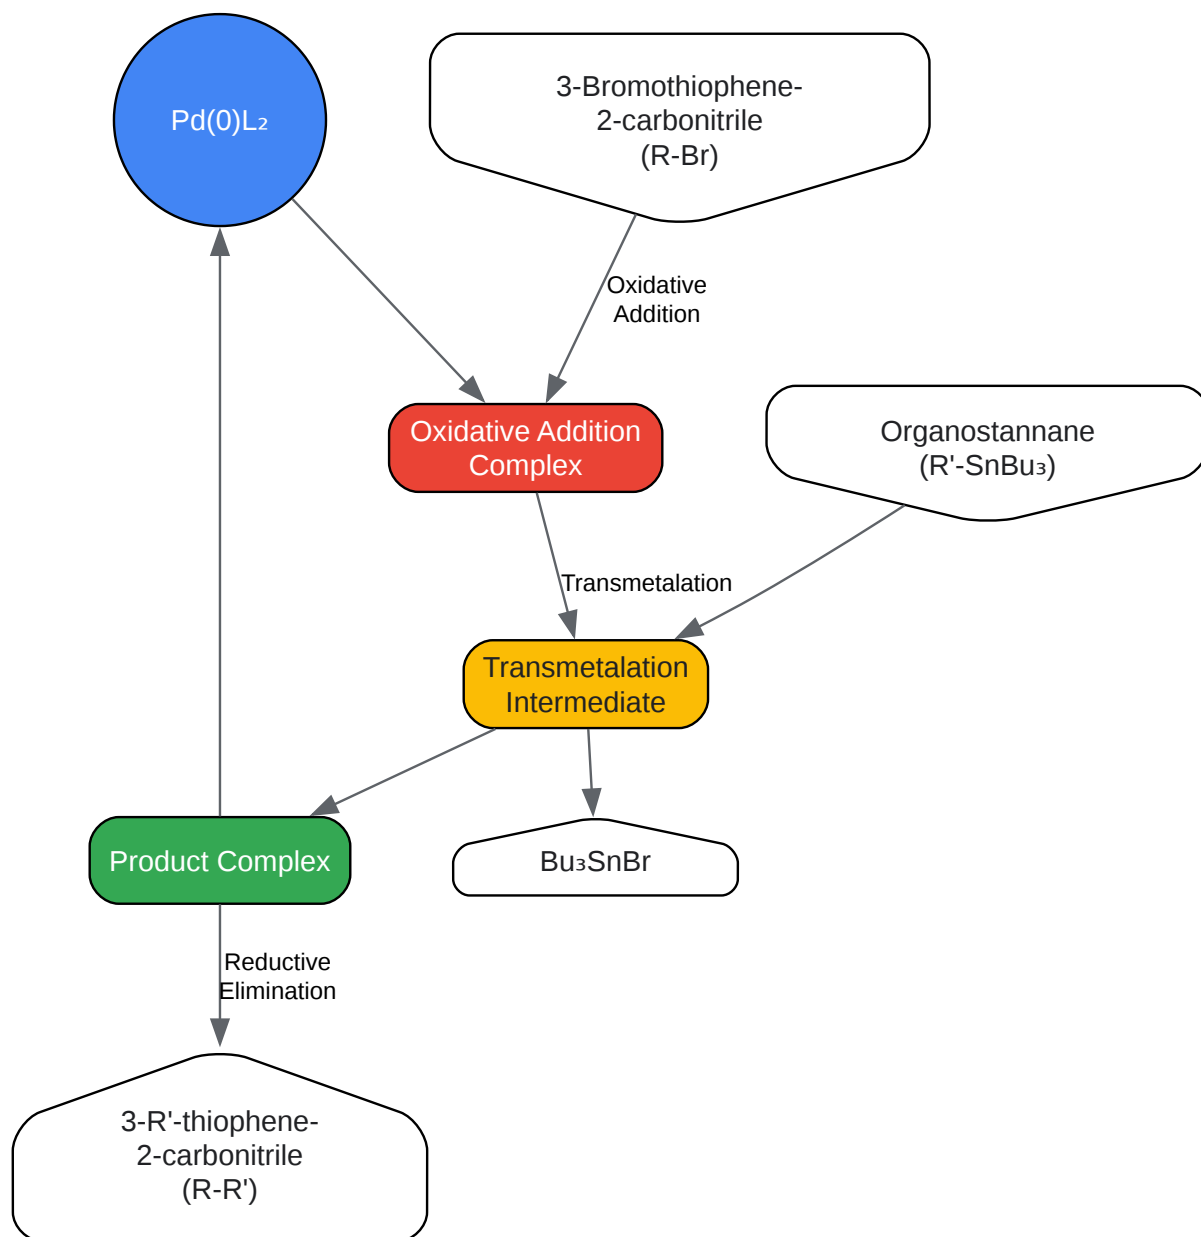 Pd(0)L₂
3-Bromothiophene-
2-carbonitrile
(R-Br)
Oxidative
Addition
Oxidative Addition
Complex
Organostannane
(R'-SnBu₃)
Transmetalation
Transmetalation
Intermediate
Product Complex
Bu₃SnBr
Reductive
Elimination
3-R'-thiophene-
2-carbonitrile
(R-R')